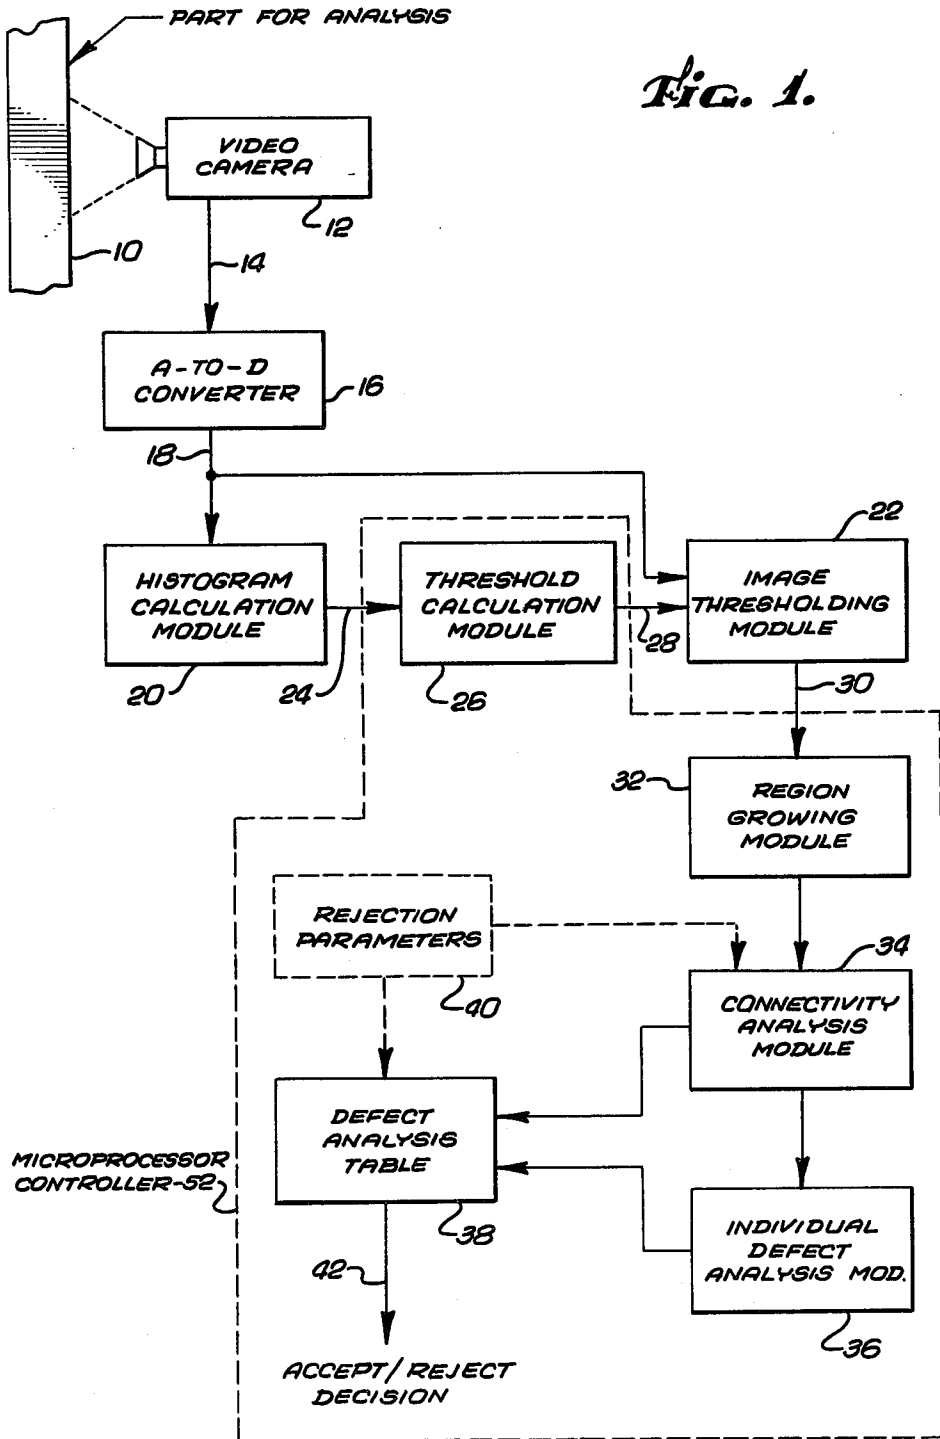 PART FOR ANALYSIS
Fig. 1.
VIDEO
CAMERA
12
10
14
A-TO-D
CONVERTER
16
18
22
HISTOGRAM
CALCULATION
MODULE
THRESHOLD
CALCULATION
MODULE
IMAGE
THRESHOLDING
MODULE
20
24
26
28
30
32
REGION
GROWING
MODULE
REJECTION
PARAMETERS
40
34
CONNECTIVITY
ANALYSIS
MODULE
DEFECT
ANALYSIS
TABLE
38
MICROPROCESSOR
CONTROLLER-52
INDIVIDUAL
DEFECT
ANALYSIS MOD.
36
42
ACCEPT/REJECT
DECISION